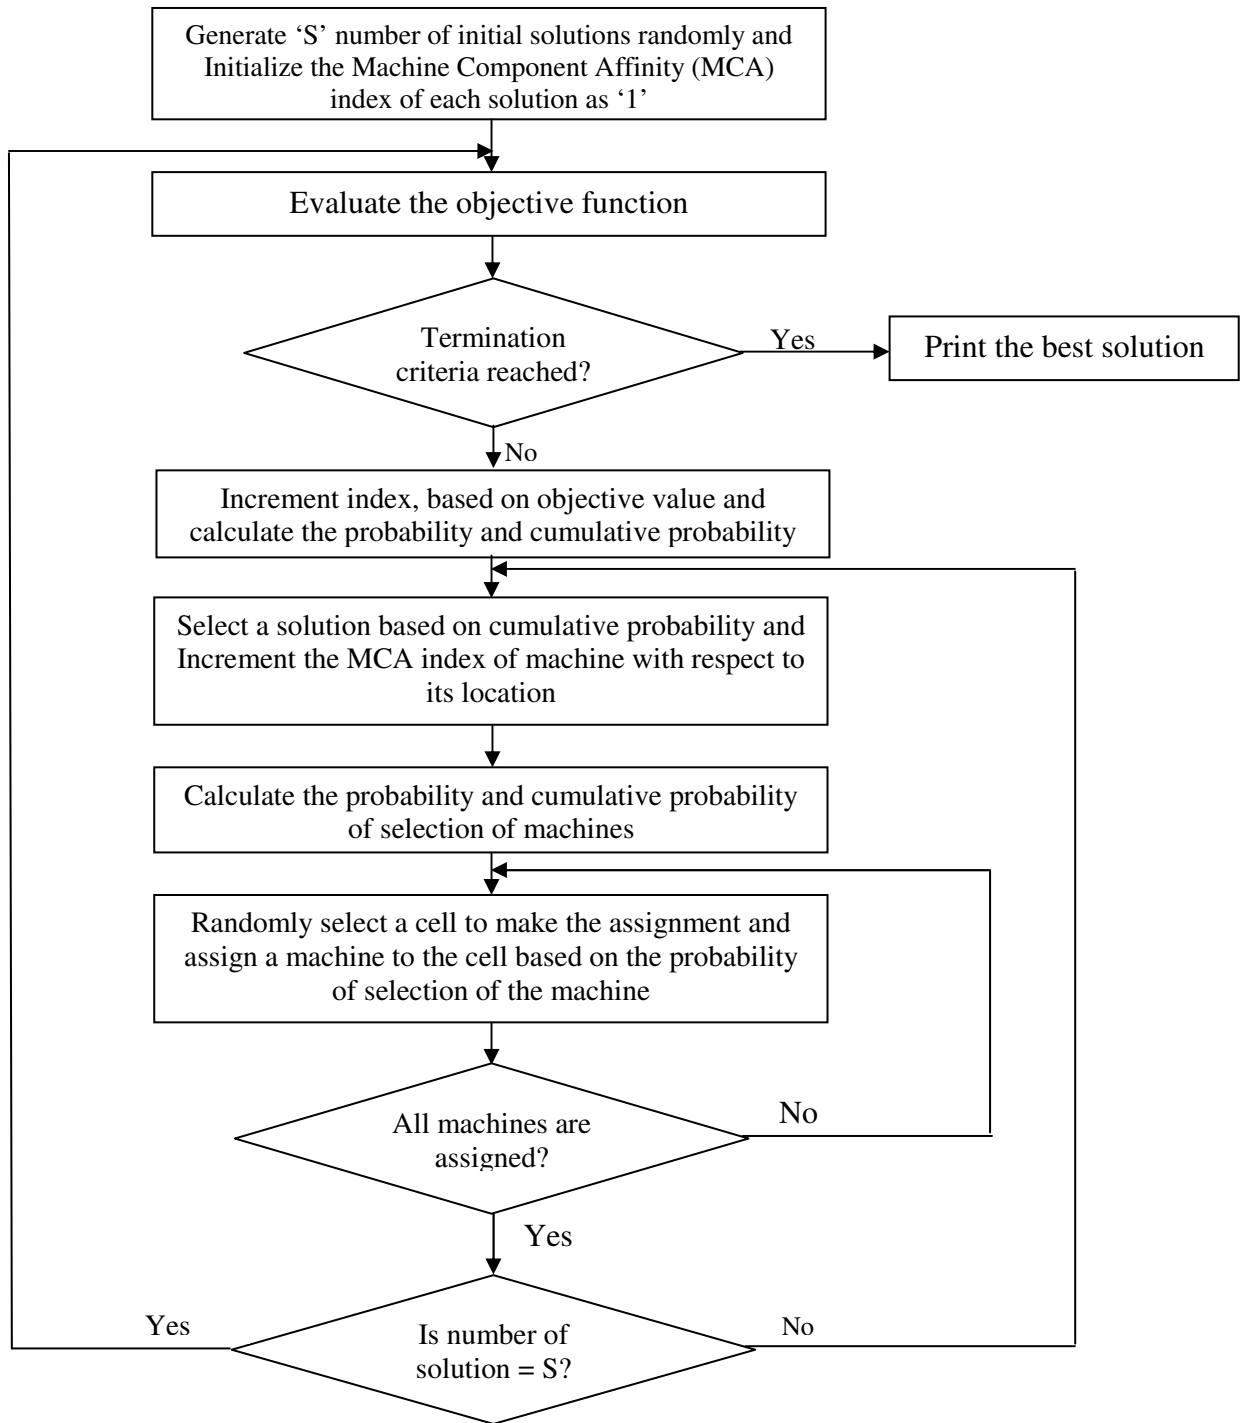 Generate ‘S’ number of initial solutions randomly and
Initialize the Machine Component Affinity (MCA)
index of each solution as ‘1’
Evaluate the objective function
Termination
criteria reached?
Yes
Print the best solution
No
Increment index, based on objective value and
calculate the probability and cumulative probability
Select a solution based on cumulative probability and
Increment the MCA index of machine with respect to
its location
Calculate the probability and cumulative probability
of selection of machines
Randomly select a cell to make the assignment and
assign a machine to the cell based on the probability
of selection of the machine
All machines are
assigned?
No
Yes
Is number of
solution = S?
Yes
No